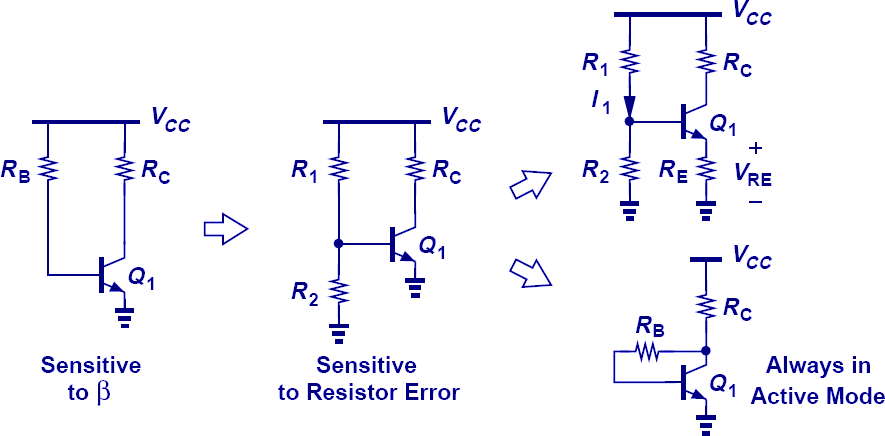 V_CC
R_B
R_C
Q_1
Sensitive
to β
V_CC
R_1
R_C
Q_1
R_2
Sensitive
to Resistor Error
V_CC
R_1
R_C
I_1
Q_1
R_2
R_E
+
V_RE
−
V_CC
R_C
R_B
Q_1
Always in
Active Mode